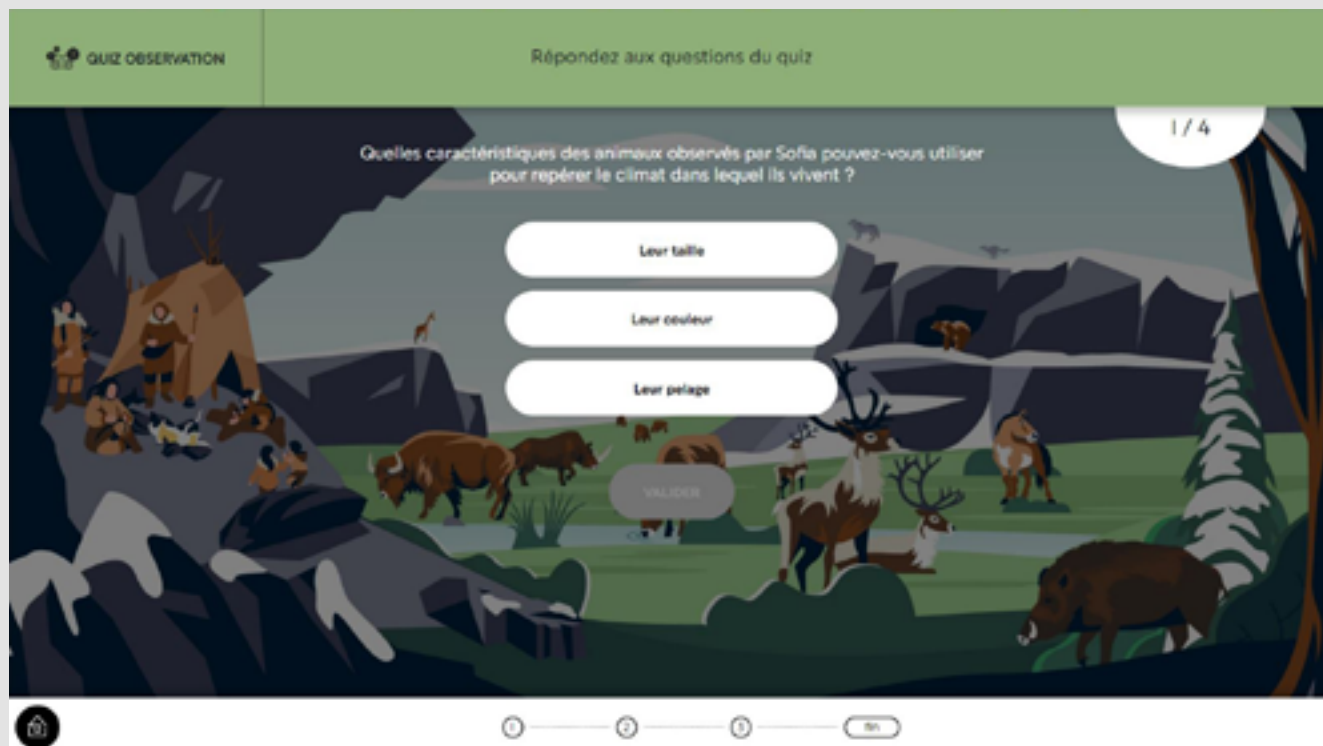 QUIZ OBSERVATION
Répondez aux questions du quiz
1 / 4
Quelles caractéristiques des animaux observés par Sofia pouvez-vous utiliser
pour repérer le climat dans lequel ils vivent ?
Leur taille
Leur couleur
Leur pelage
VALIDER
1
2
3
fin